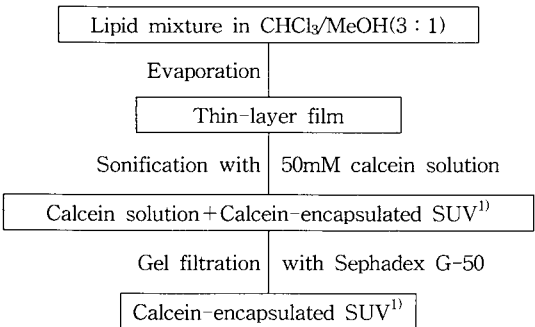 Lipid mixture in CHCl₃/MeOH(3 : 1)
Evaporation
Thin-layer film
Sonification with 50mM calcein solution
Calcein solution+Calcein-encapsulated SUV¹⁾
Gel filtration with Sephadex G-50
Calcein-encapsulated SUV¹⁾